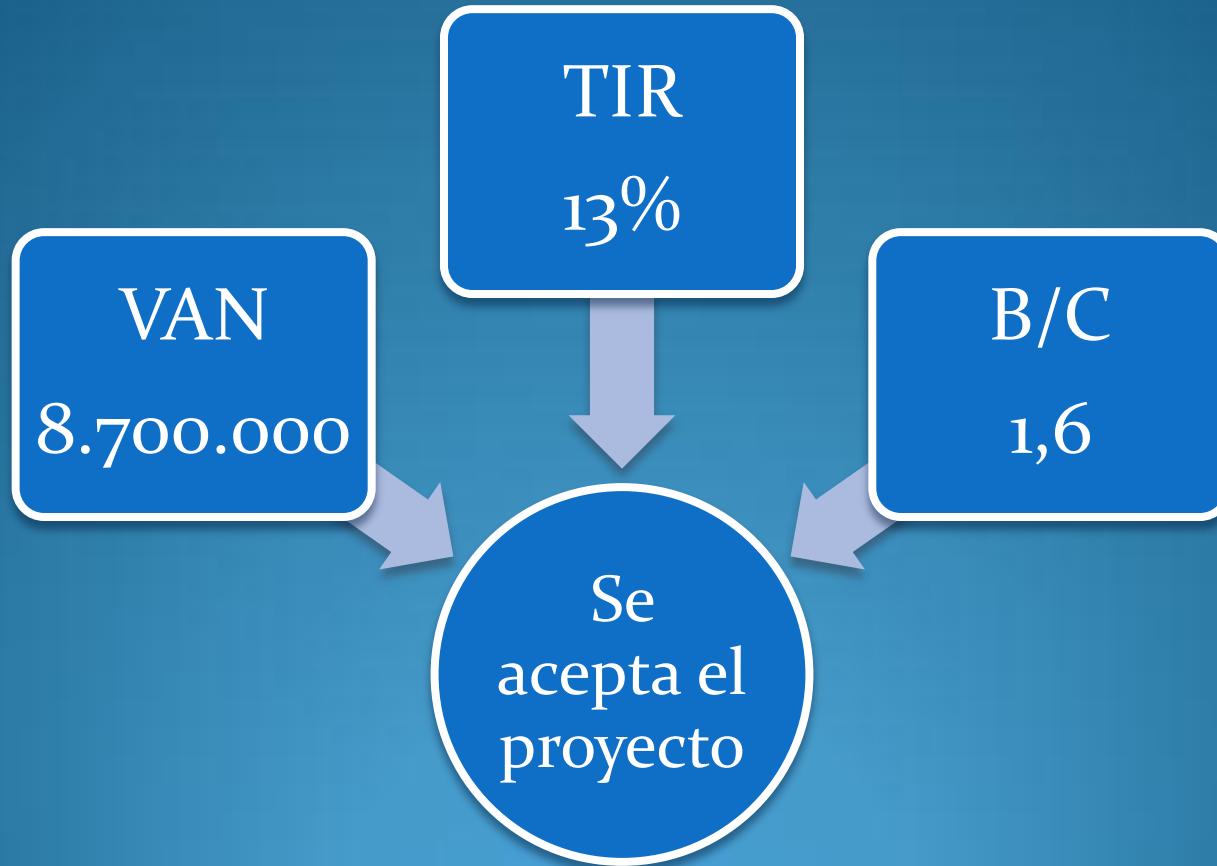 TIR
13%
VAN
8.700.000
B/C
1,6
Se
acepta el
proyecto